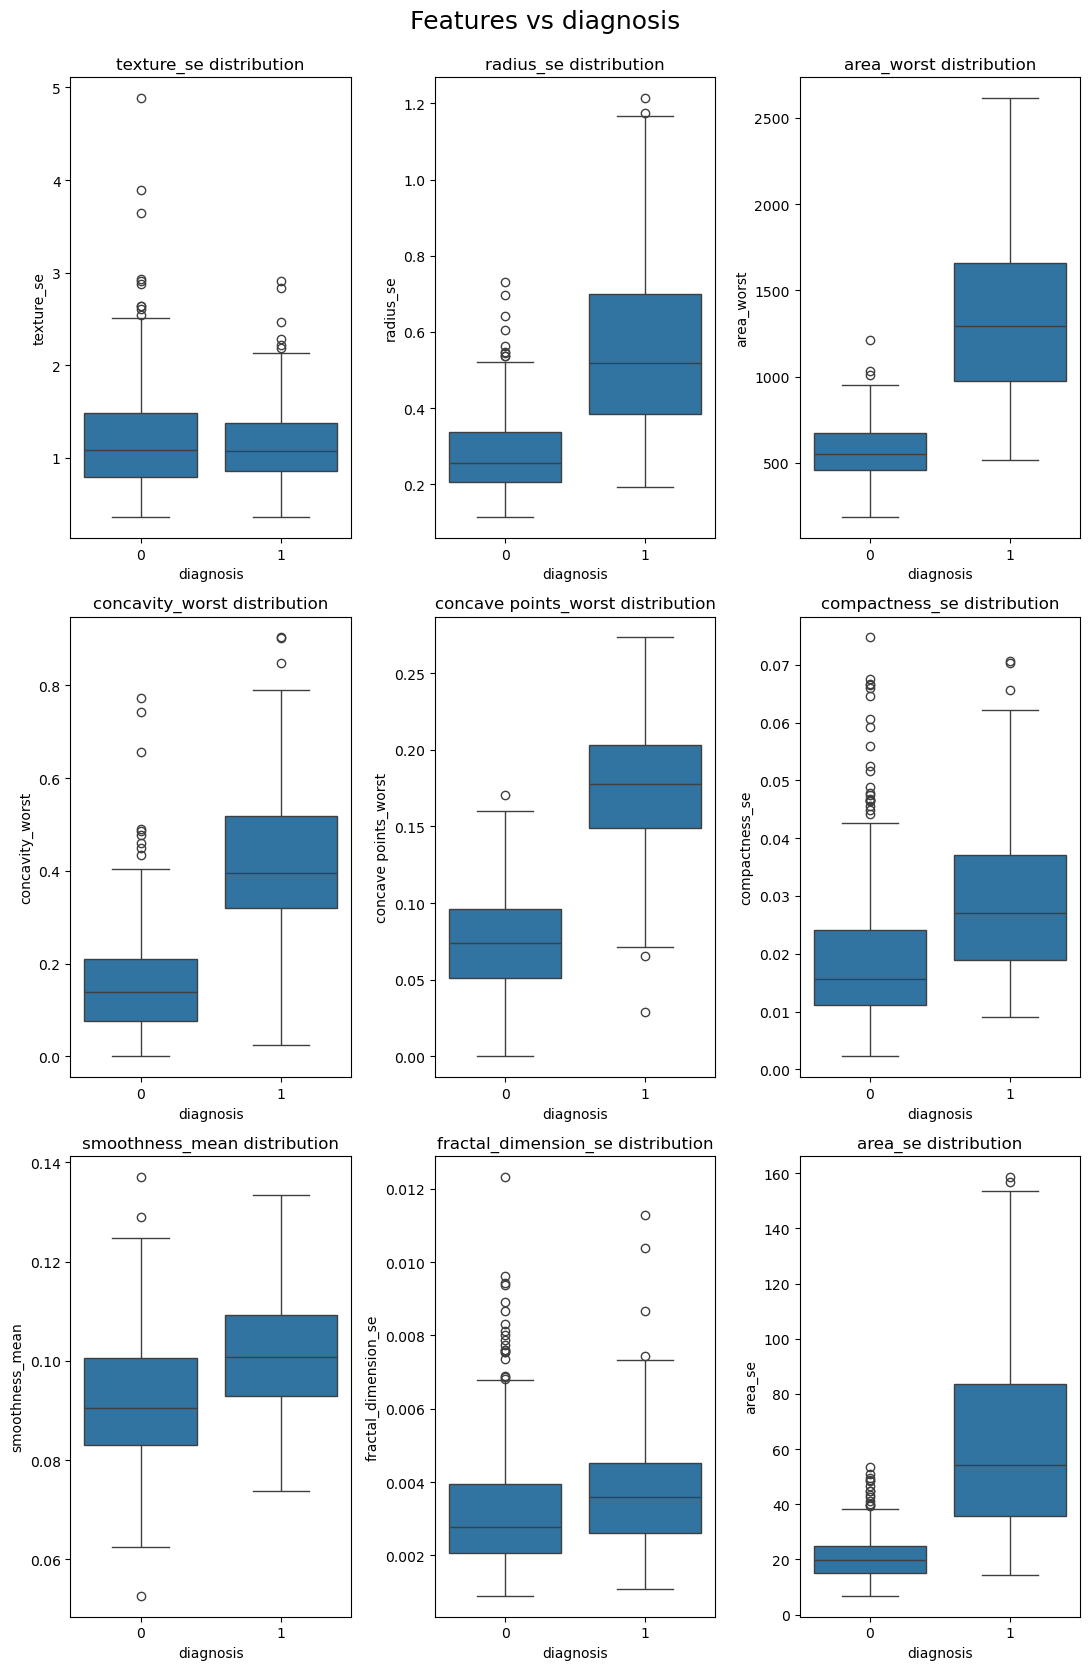 Features vs diagnosis
texture_se distribution
texture_se
5
4
3
2
1
0 1
diagnosis
radius_se distribution
radius_se
1.2
1.0
0.8
0.6
0.4
0.2
0 1
diagnosis
area_worst distribution
area_worst
2500
2000
1500
1000
500
0 1
diagnosis
concavity_worst distribution
concavity_worst
0.8
0.6
0.4
0.2
0.0
0 1
diagnosis
concave points_worst distribution
concave points_worst
0.25
0.20
0.15
0.10
0.05
0.00
0 1
diagnosis
compactness_se distribution
compactness_se
0.07
0.06
0.05
0.04
0.03
0.02
0.01
0.00
0 1
diagnosis
smoothness_mean distribution
smoothness_mean
0.14
0.12
0.10
0.08
0.06
0 1
diagnosis
fractal_dimension_se distribution
fractal_dimension_se
0.012
0.010
0.008
0.006
0.004
0.002
0 1
diagnosis
area_se distribution
area_se
160
140
120
100
80
60
40
20
0
0 1
diagnosis